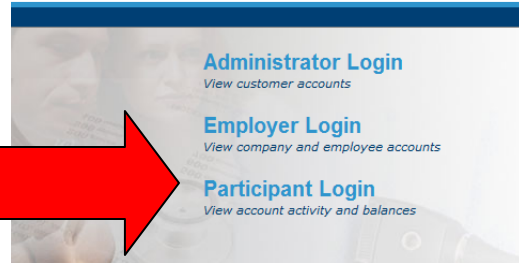 Administrator Login
View customer accounts
Employer Login
View company and employee accounts
Participant Login
View account activity and balances